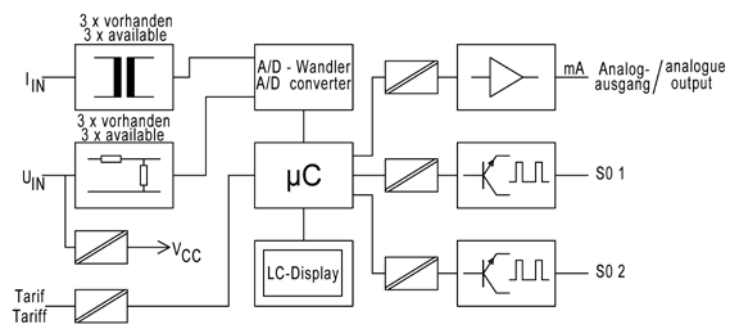 3 x vorhanden
3 x available
I_IN
A/D - Wandler
A/D converter
mA
Analog-
ausgang / analogue
output
3 x vorhanden
3 x available
U_IN
µC
S0 1
V_CC
LC-Display
S0 2
Tarif
Tariff